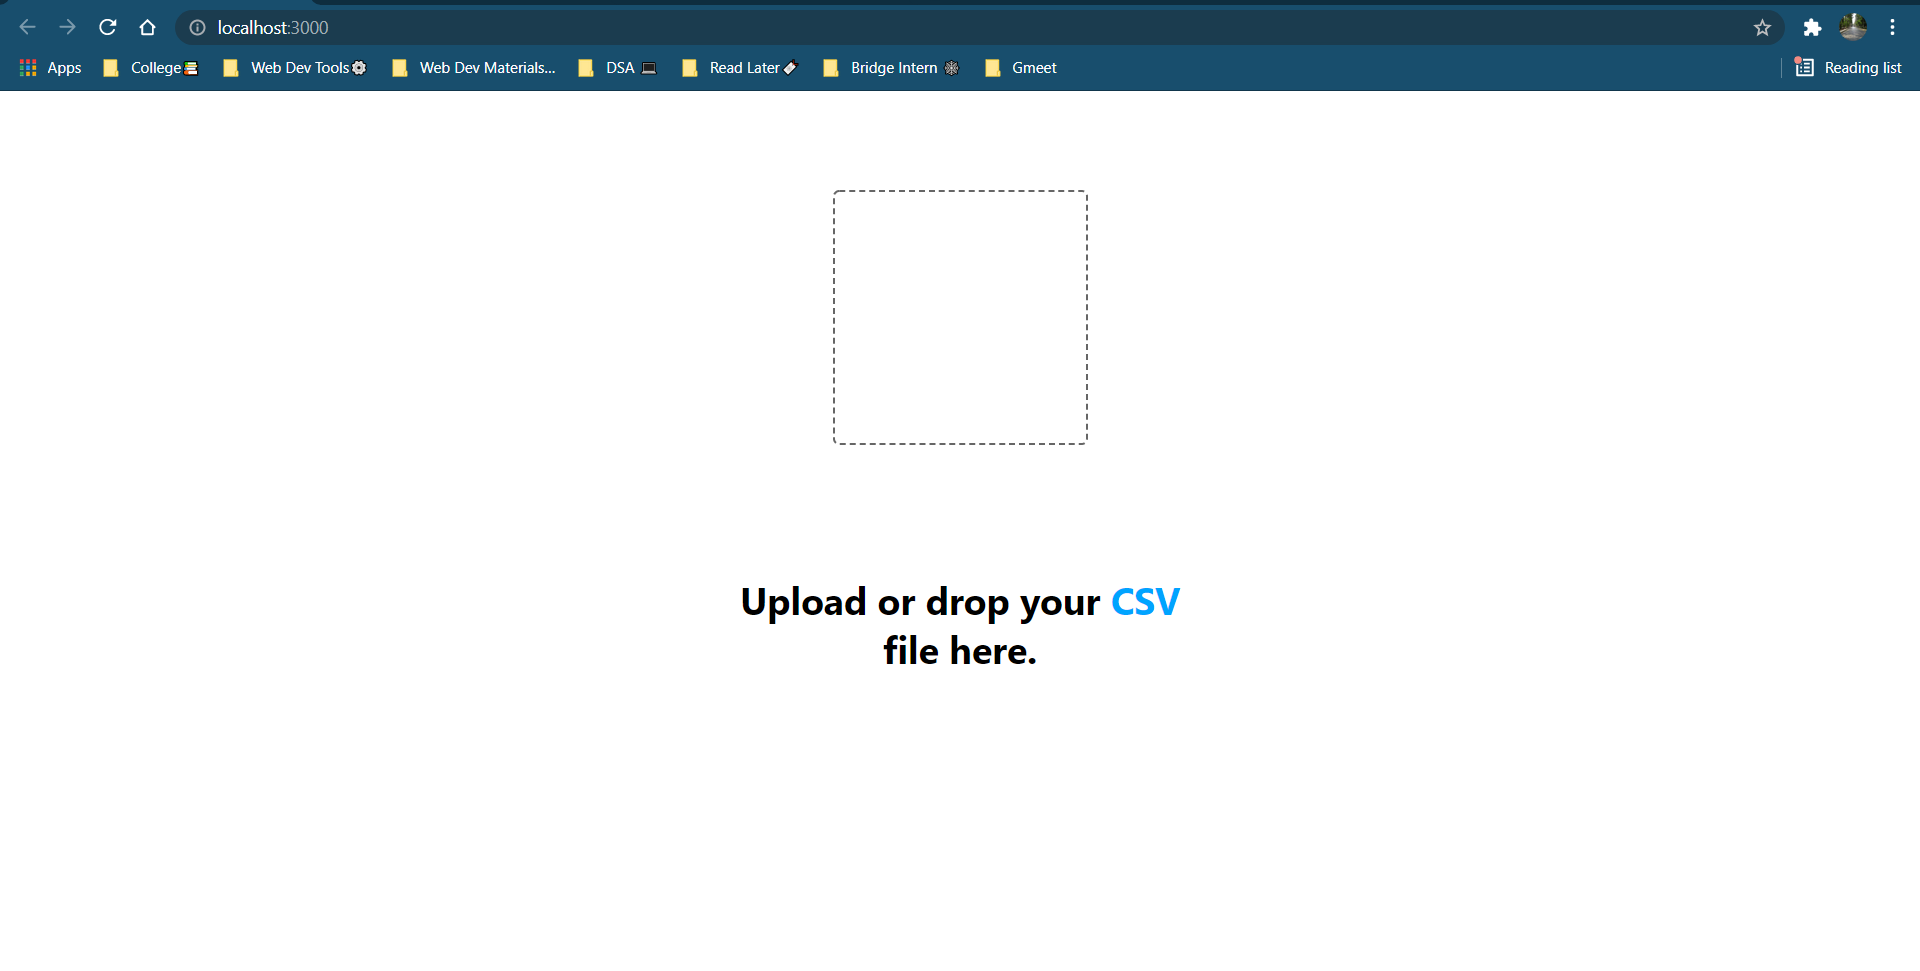 localhost:3000
Apps College Web Dev Tools Web Dev Materials... DSA Read Later Bridge Intern Gmeet Reading list
Upload or drop your CSV
file here.